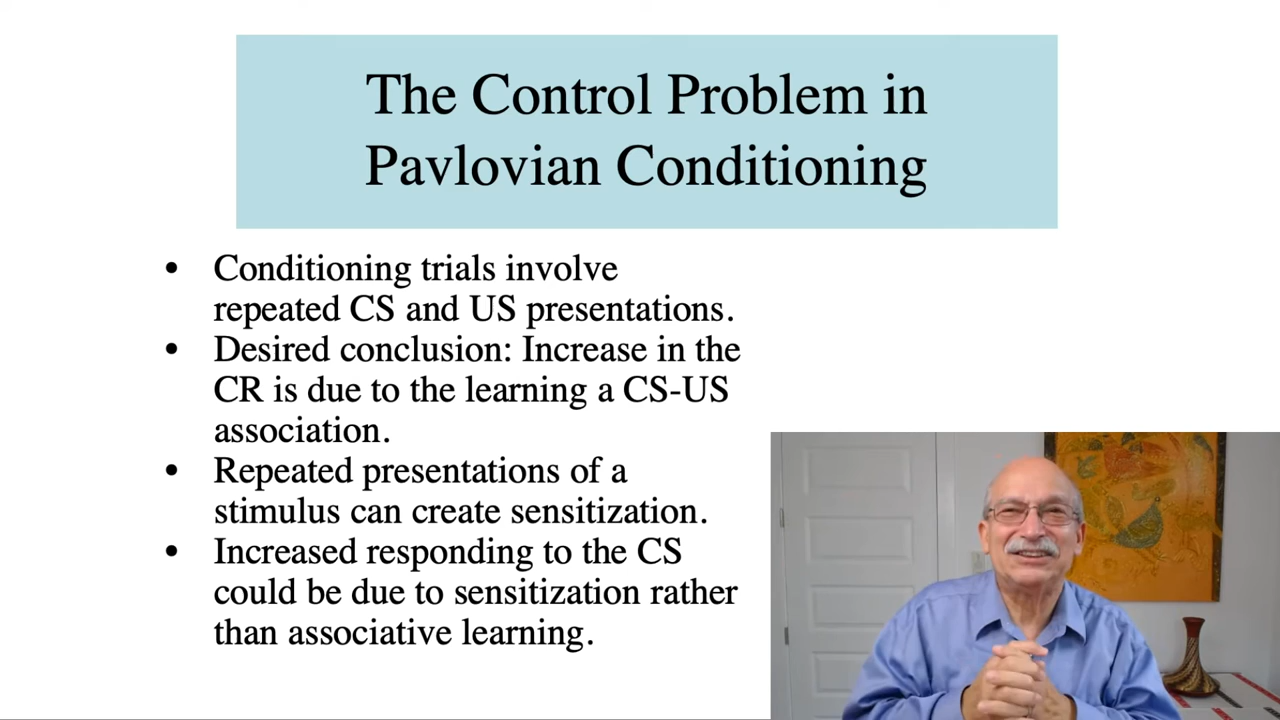 The Control Problem in
Pavlovian Conditioning
• Conditioning trials involve
repeated CS and US presentations.
• Desired conclusion: Increase in the
CR is due to the learning a CS-US
association.
• Repeated presentations of a
stimulus can create sensitization.
• Increased responding to the CS
could be due to sensitization rather
than associative learning.